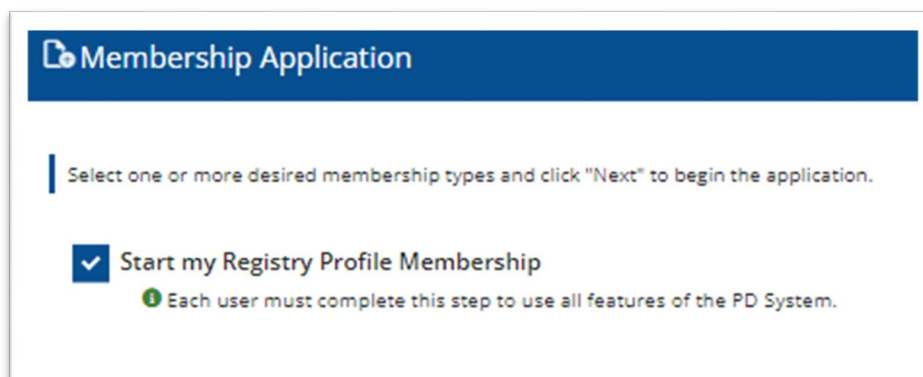 Membership Application
Select one or more desired membership types and click "Next" to begin the application.
Start my Registry Profile Membership
Each user must complete this step to use all features of the PD System.